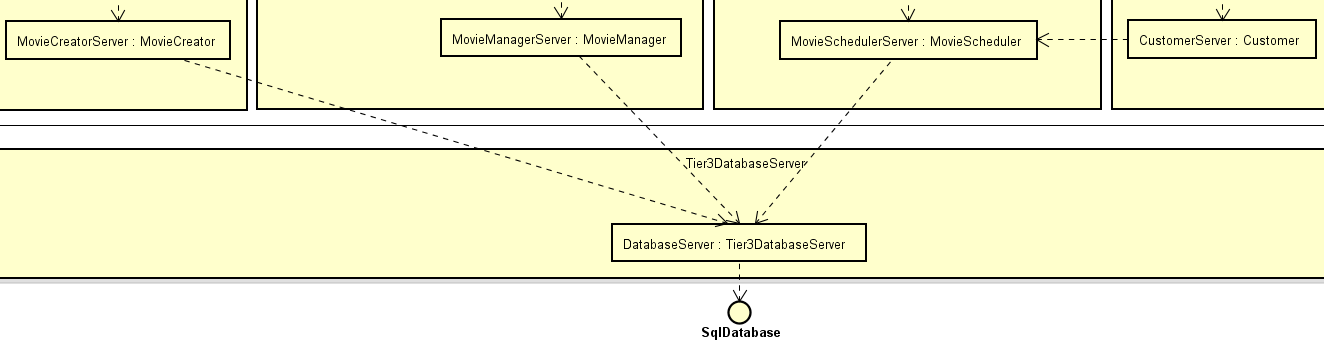 MovieCreatorServer : MovieCreator
MovieManagerServer : MovieManager
MovieSchedulerServer : MovieScheduler
CustomerServer : Customer
Tier3DatabaseServer
DatabaseServer : Tier3DatabaseServer
SqlDatabase